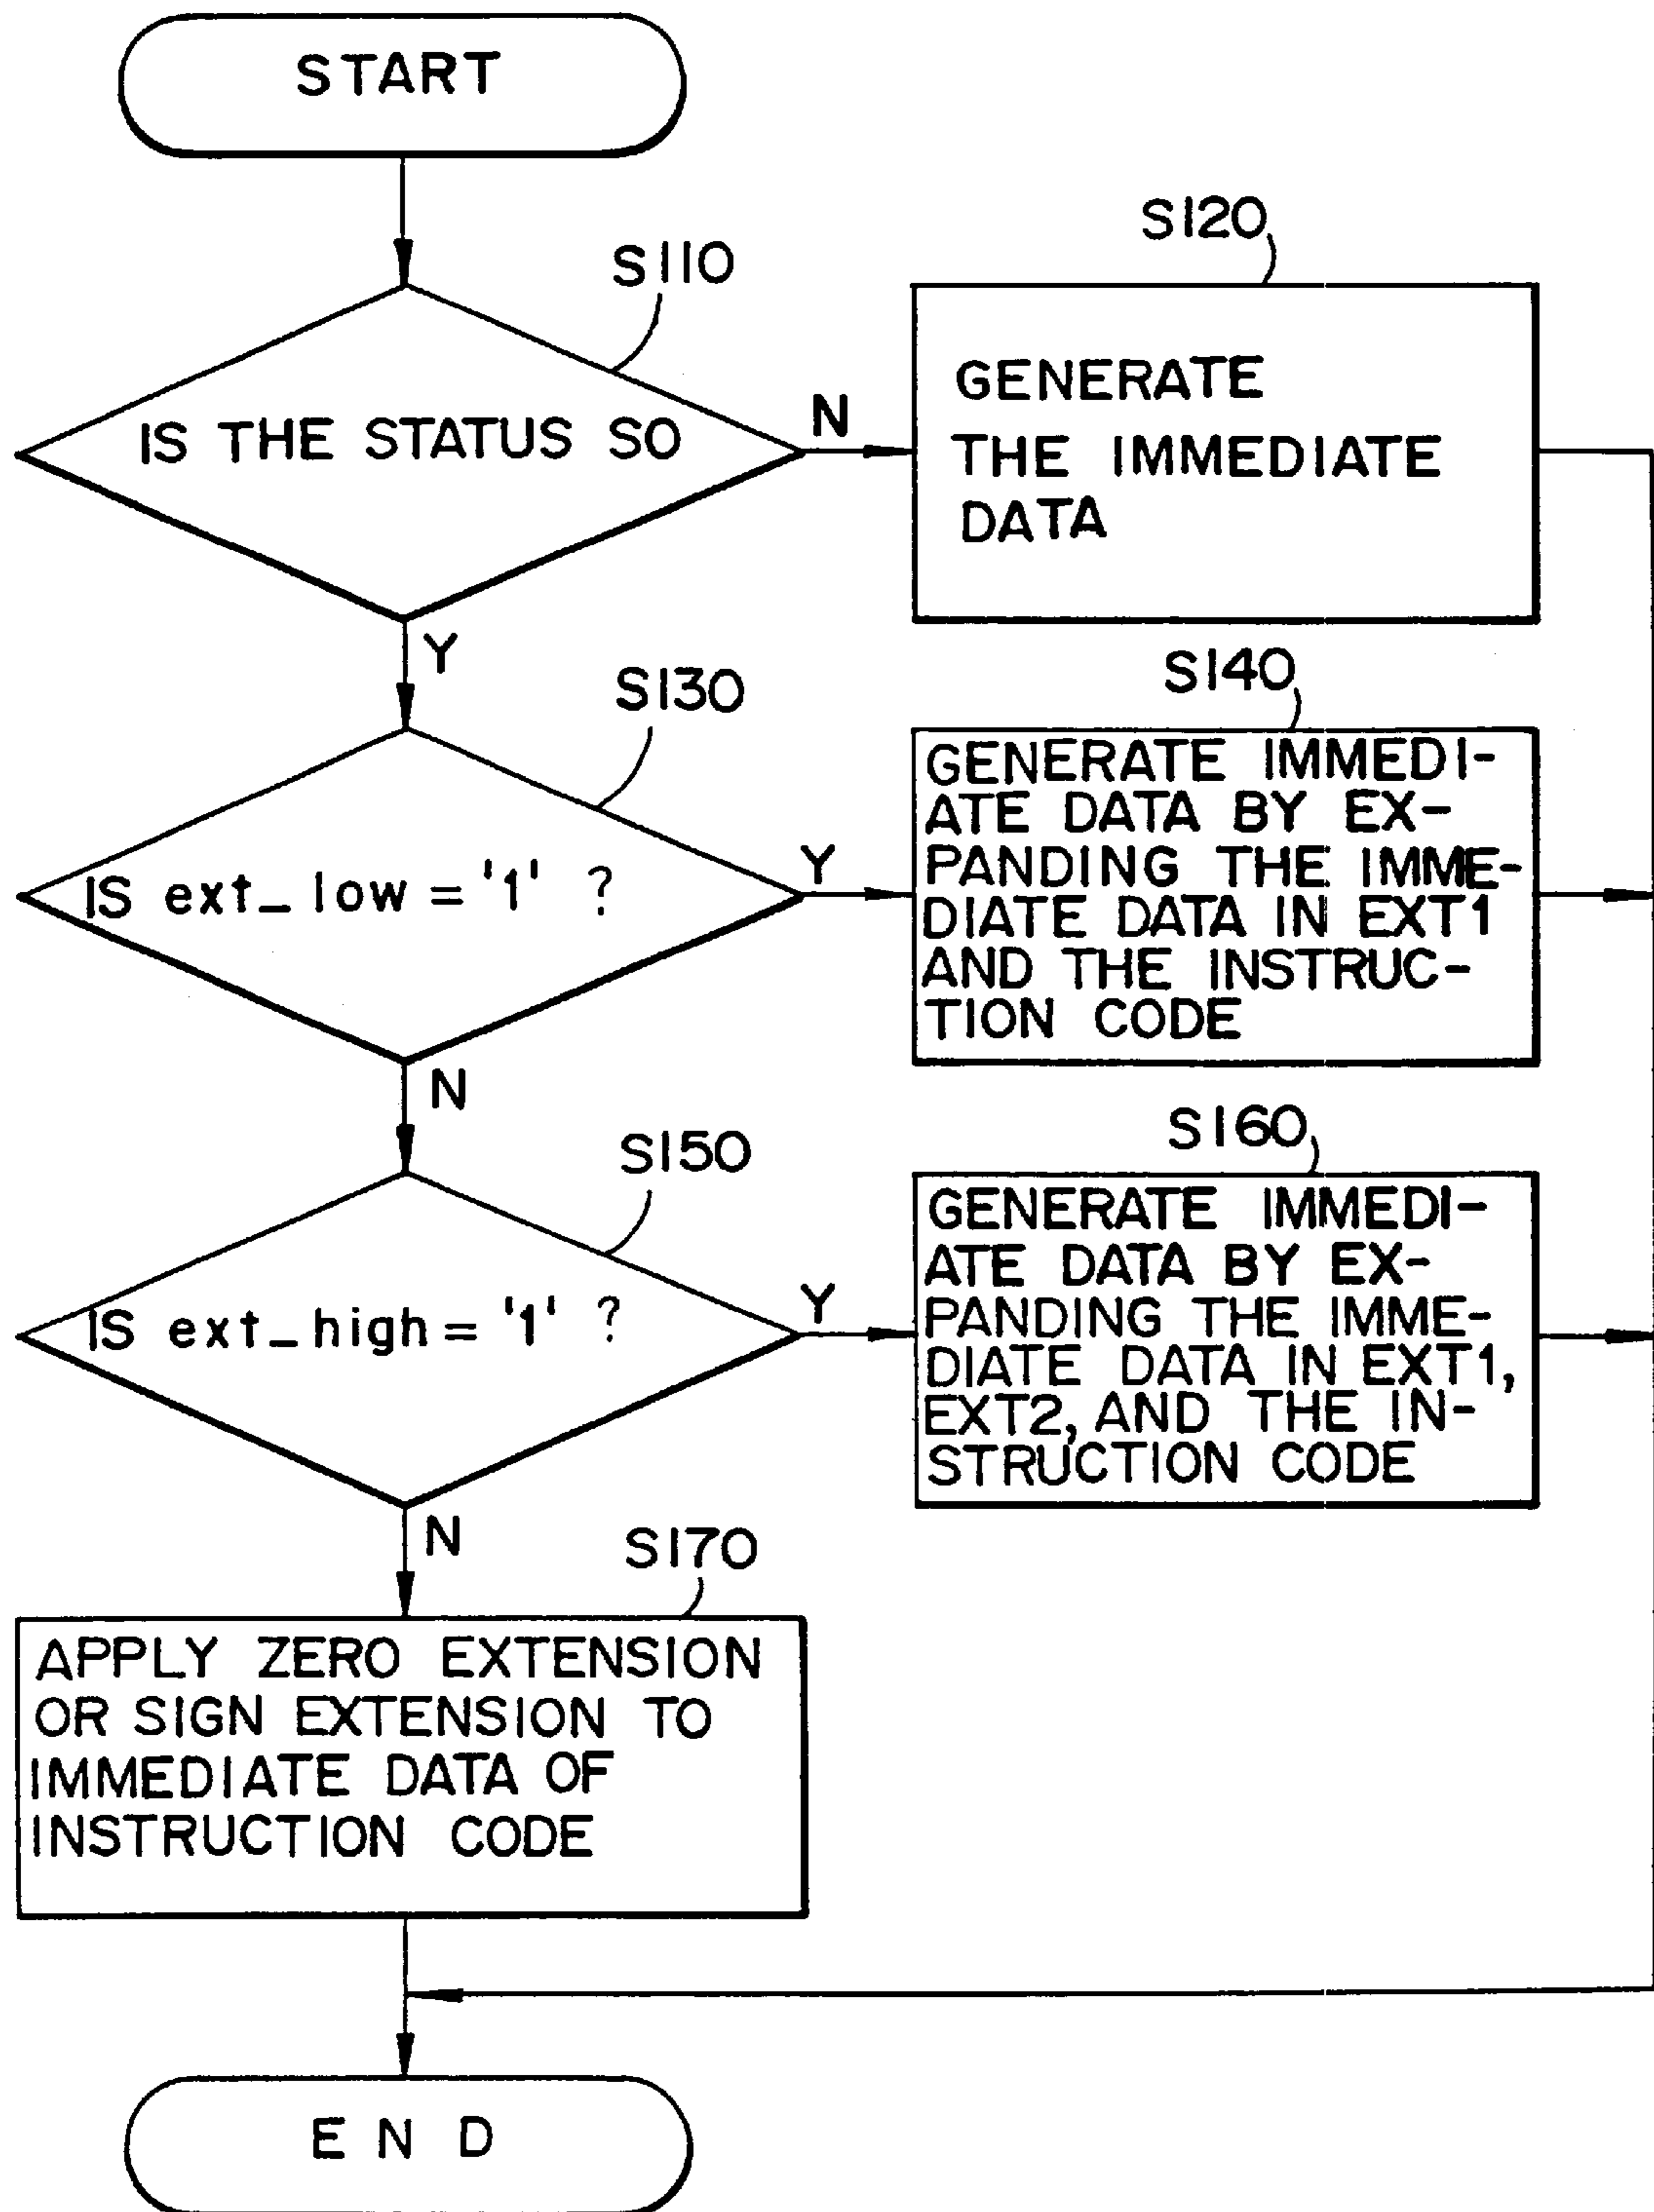 START
S110
IS THE STATUS SO
N
S120
GENERATE
THE IMMEDIATE
DATA
Y
S130
IS ext_low = '1' ?
Y
S140
GENERATE IMMEDI-
ATE DATA BY EX-
PANDING THE IMME-
DIATE DATA IN EXT1
AND THE INSTRUC-
TION CODE
N
S150
IS ext_high = '1' ?
Y
S160
GENERATE IMMEDI-
ATE DATA BY EX-
PANDING THE IMME-
DIATE DATA IN EXT1,
EXT2, AND THE IN-
STRUCTION CODE
N
S170
APPLY ZERO EXTENSION
OR SIGN EXTENSION TO
IMMEDIATE DATA OF
INSTRUCTION CODE
END